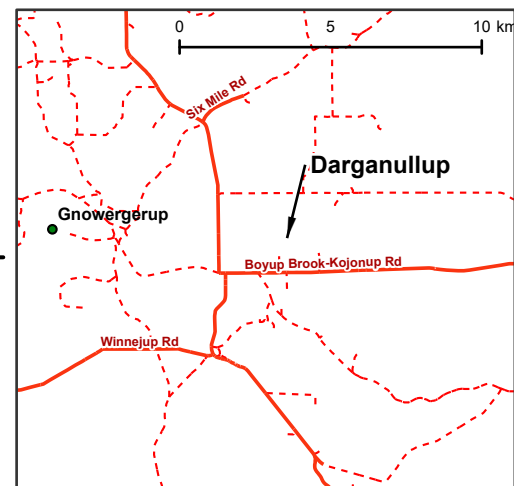 0 5 10 km
Six Mile Rd
Darganullup
Gnowergerup
Boyup Brook-Kojonup Rd
Winnejup Rd